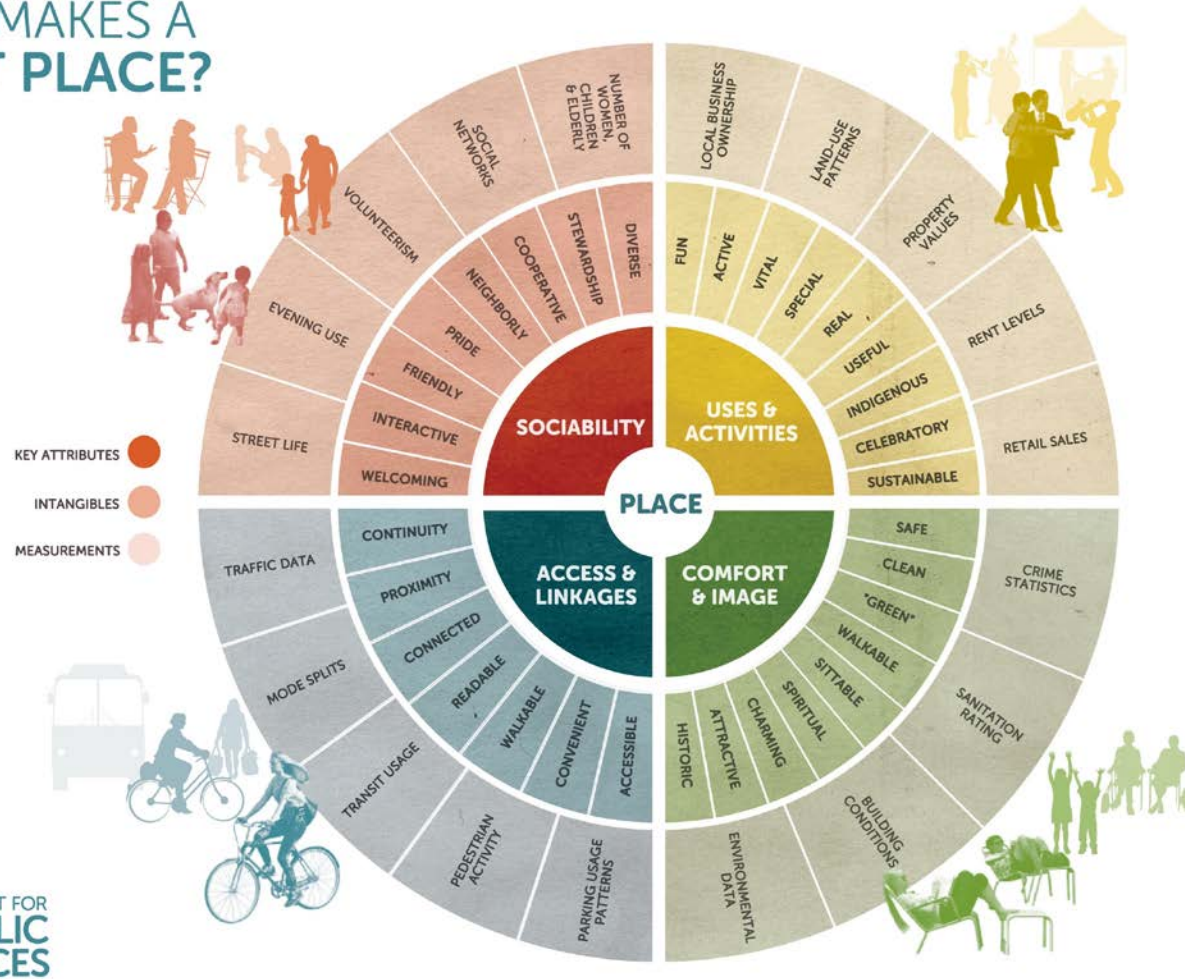 MAKES A
PLACE?
NUMBER OF
WOMEN,
CHILDREN
& ELDERLY
SOCIAL
NETWORKS
VOLUNTEERISM
EVENING USE
STREET LIFE
LOCAL BUSINESS
OWNERSHIP
LAND-USE
PATTERNS
PROPERTY
VALUES
RENT LEVELS
RETAIL SALES
DIVERSE
STEWARDSHIP
COOPERATIVE
NEIGHBORLY
PRIDE
FRIENDLY
INTERACTIVE
WELCOMING
FUN
ACTIVE
VITAL
SPECIAL
REAL
USEFUL
INDIGENOUS
CELEBRATORY
SUSTAINABLE
SOCIABILITY
USES &
ACTIVITIES
PLACE
ACCESS &
LINKAGES
COMFORT
& IMAGE
KEY ATTRIBUTES
INTANGIBLES
MEASUREMENTS
CONTINUITY
PROXIMITY
CONNECTED
READABLE
WALKABLE
CONVENIENT
ACCESSIBLE
SAFE
CLEAN
"GREEN"
WALKABLE
SITTABLE
SPIRITUAL
CHARMING
ATTRACTIVE
HISTORIC
TRAFFIC DATA
MODE SPLITS
TRANSIT USAGE
PEDESTRIAN
ACTIVITY
PARKING USAGE
PATTERNS
CRIME
STATISTICS
SANITATION
RATING
BUILDING
CONDITIONS
ENVIRONMENTAL
DATA
T FOR
LIC
CES